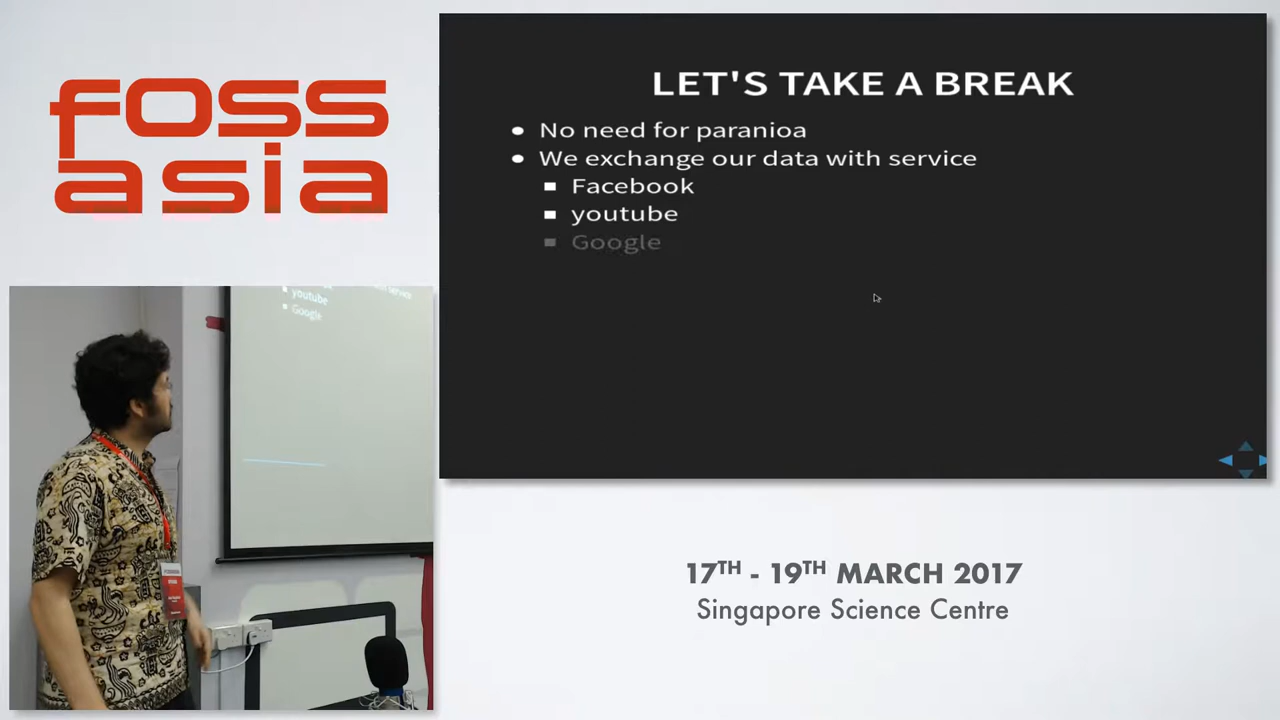 foss
asia
LET'S TAKE A BREAK
No need for paranioa
We exchange our data with service
Facebook
youtube
Google
youtube
service
Google
17TH - 19TH MARCH 2017
Singapore Science Centre